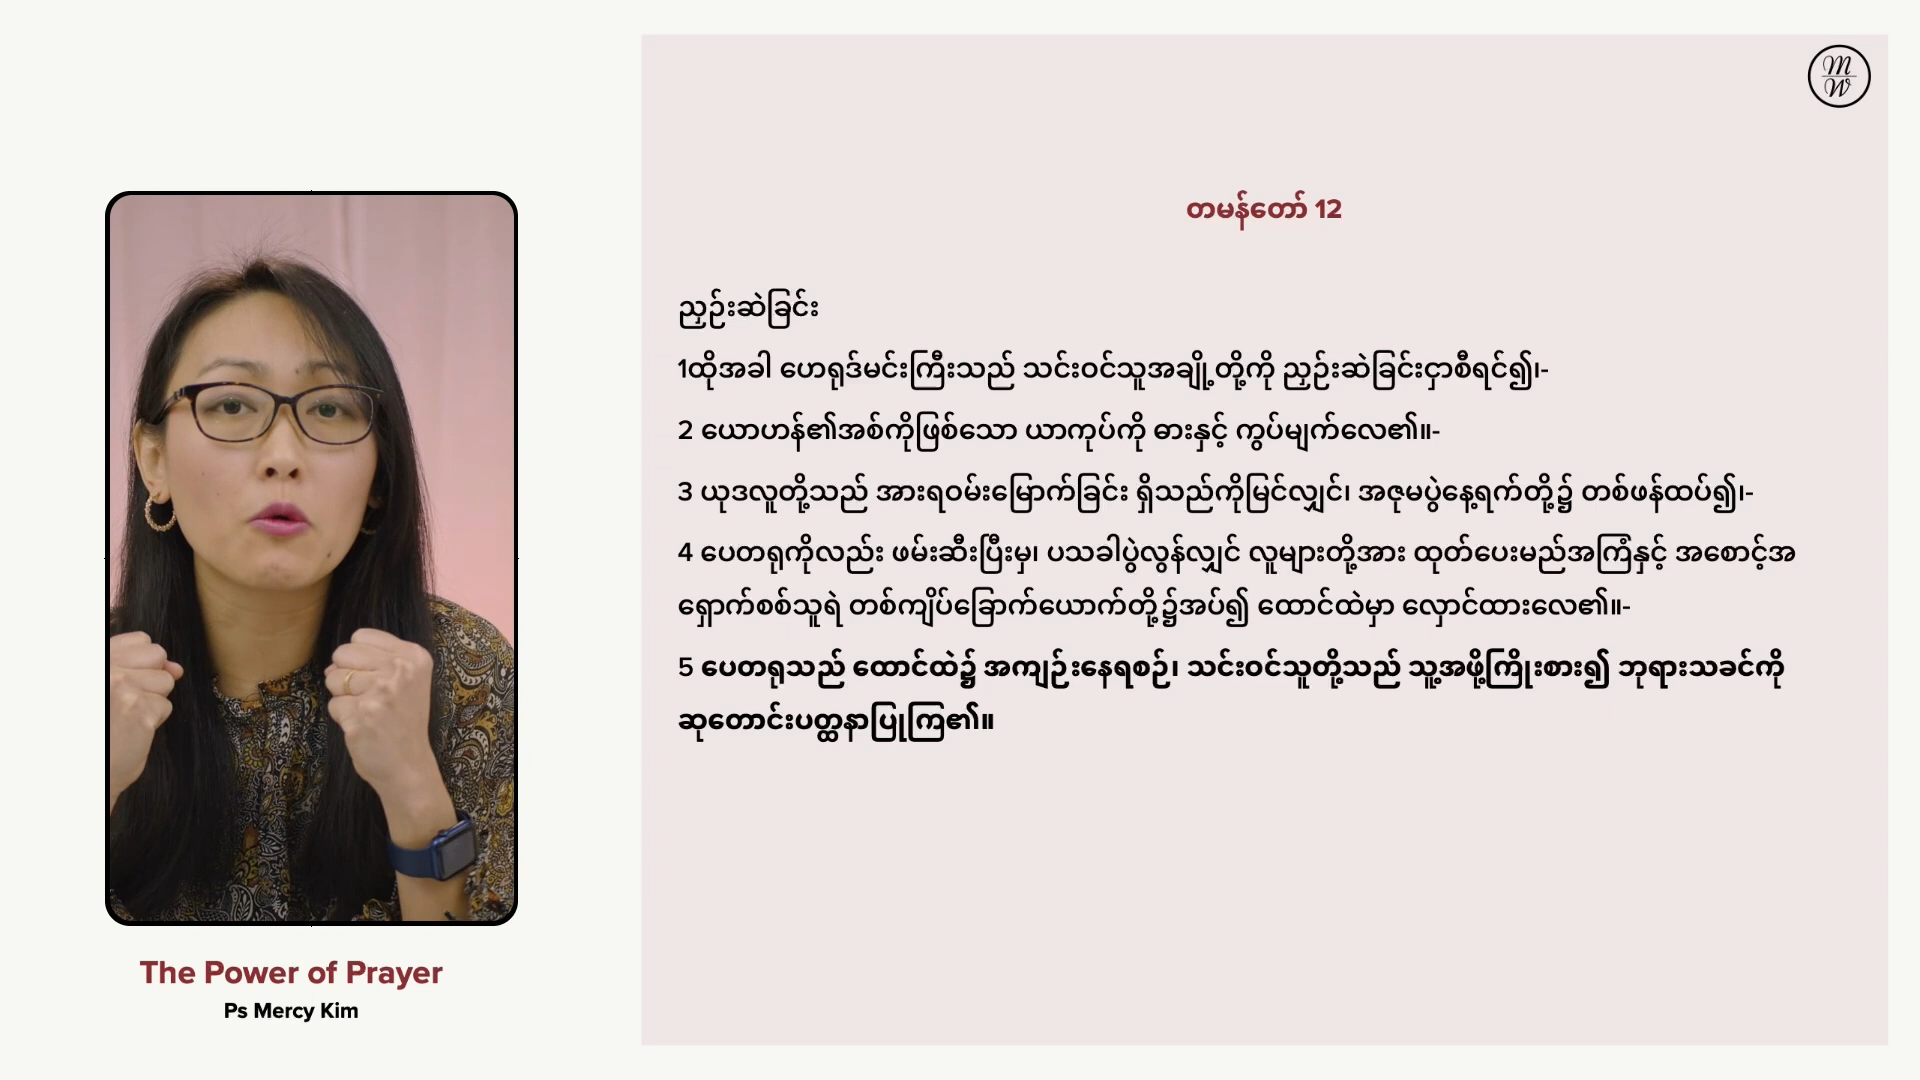 M
W
တမန်တော် 12
ညှဉ်းဆဲခြင်း
1ထိုအခါ ဟေရုဒ်မင်းကြီးသည် သင်းဝင်သူအချို့တို့ကို ညှဉ်းဆဲခြင်းငှာစီရင်၍၊-
2 ယောဟန်၏အစ်ကိုဖြစ်သော ယာကုပ်ကို ဓားနှင့် ကွပ်မျက်လေ၏။-
3 ယုဒလူတို့သည် အားရဝမ်းမြောက်ခြင်း ရှိသည်ကိုမြင်လျှင်၊ အဇုမပွဲနေ့ရက်တို့၌ တစ်ဖန်ထပ်၍၊-
4 ပေတရုကိုလည်း ဖမ်းဆီးပြီးမှ၊ ပသခါပွဲလွန်လျှင် လူများတို့အား ထုတ်ပေးမည်အကြံနှင့် အစောင့်အ
ရှောက်စစ်သူရဲ တစ်ကျိပ်ခြောက်ယောက်တို့၌အပ်၍ ထောင်ထဲမှာ လှောင်ထားလေ၏။-
5 ပေတရုသည် ထောင်ထဲ၌ အကျဉ်းနေရစဉ်၊ သင်းဝင်သူတို့သည် သူ့အဖို့ကြိုးစား၍ ဘုရားသခင်ကို
ဆုတောင်းပတ္ထနာပြုကြ၏။
The Power of Prayer
Ps Mercy Kim